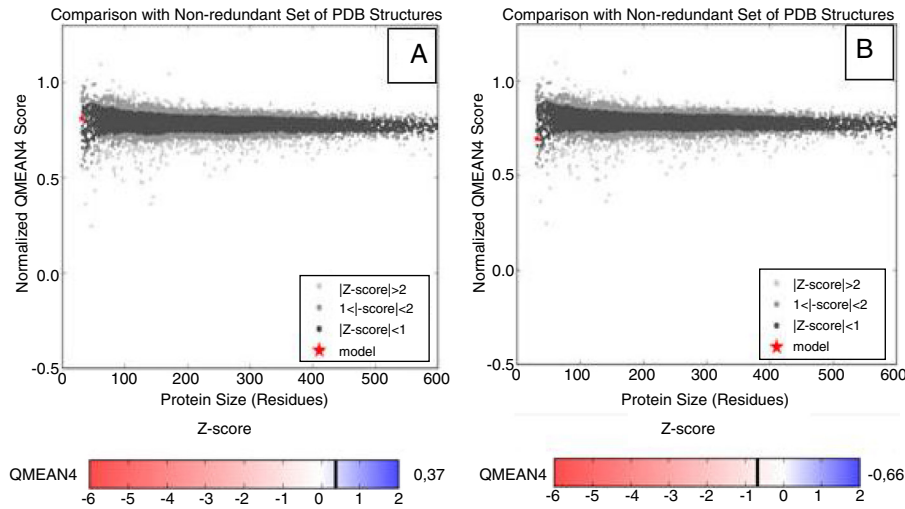 Comparison with Non-redundant Set of PDB Structures
A
Normalized QMEAN4 Score
1.0
0.5
0.0
-0.5
|Z-score|>2
1<|-score|<2
|Z-score|<1
model
0 100 200 300 400 500 600
Protein Size (Residues)
Z-score
QMEAN4
0,37
-6 -5 -4 -3 -2 -1 0 1 2
Comparison with Non-redundant Set of PDB Structures
B
Normalized QMEAN4 Score
1.0
0.5
0.0
-0.5
|Z-score|>2
1<|-score|<2
|Z-score|<1
model
0 100 200 300 400 500 600
Protein Size (Residues)
Z-score
QMEAN4
-0,66
-6 -5 -4 -3 -2 -1 0 1 2